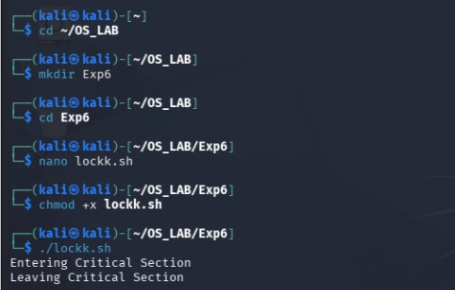 ┌──(kali㉿kali)-[~]
└─$ cd ~/OS_LAB
┌──(kali㉿kali)-[~/OS_LAB]
└─$ mkdir Exp6
┌──(kali㉿kali)-[~/OS_LAB]
└─$ cd Exp6
┌──(kali㉿kali)-[~/OS_LAB/Exp6]
└─$ nano lockk.sh
┌──(kali㉿kali)-[~/OS_LAB/Exp6]
└─$ chmod +x lockk.sh
┌──(kali㉿kali)-[~/OS_LAB/Exp6]
└─$ ./lockk.sh
Entering Critical Section
Leaving Critical Section